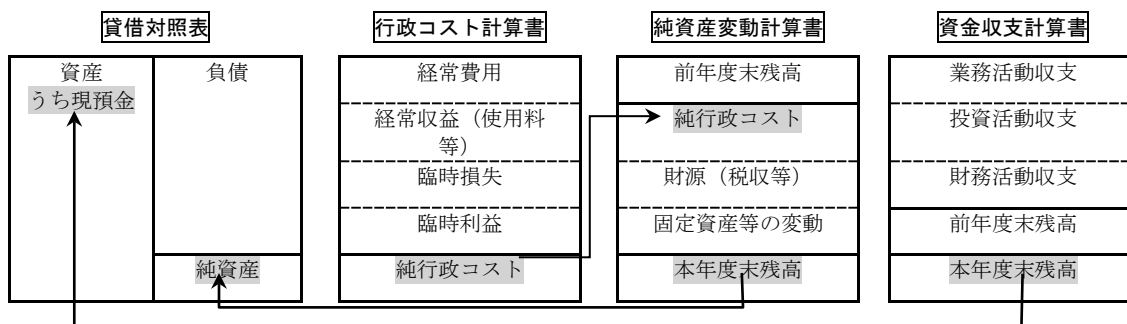 貸借対照表
資産
うち現預金
負債
純資産
行政コスト計算書
経常費用
経常収益（使用料
等）
臨時損失
臨時利益
純行政コスト
純資産変動計算書
前年度末残高
純行政コスト
財源（税収等）
固定資産等の変動
本年度末残高
資金収支計算書
業務活動収支
投資活動収支
財務活動収支
前年度末残高
本年度末残高